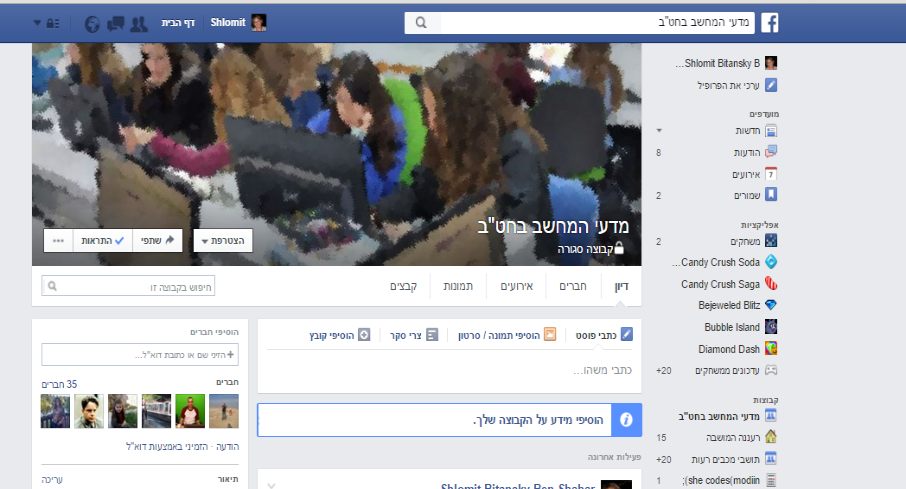 מדעי המחשב בחט"ב
Shlomit
דף הבית
Shlomit Bitansky B...
ערכי את הפרופיל
מועדפים
חדשות
הודעות
8
אירועים
שמורים
2
אפליקציות
משחקים
2
Candy Crush Soda...
Candy Crush Saga
Bejeweled Blitz
Bubble Island
Diamond Dash
עדכונים ממשחקים
20+
קבוצות
מדעי המחשב בחט"ב
רעננה המושבה
15
תושבי מכבים רעות
20+
she codes(modiin);
1
מדעי המחשב בחט"ב
קבוצה סגורה
הצטרפת
שתפי
התראות
...
דיון
חברים
אירועים
תמונות
קבצים
חיפוש בקבוצה זו
כתבי פוסט
הוסיפי תמונה / סרטון
צרי סקר
הוסיפי קובץ
כתבי משהו...
הוסיפי מידע על הקבוצה שלך.
פעילות אחרונה
Shlomit Bitansky Ben-Shahar
הוסיפי חברים
+הזיני שם או כתובת דוא"ל...
חברים
35 חברים
הודעה · הזמיני באמצעות דוא"ל
תיאור
עריכה